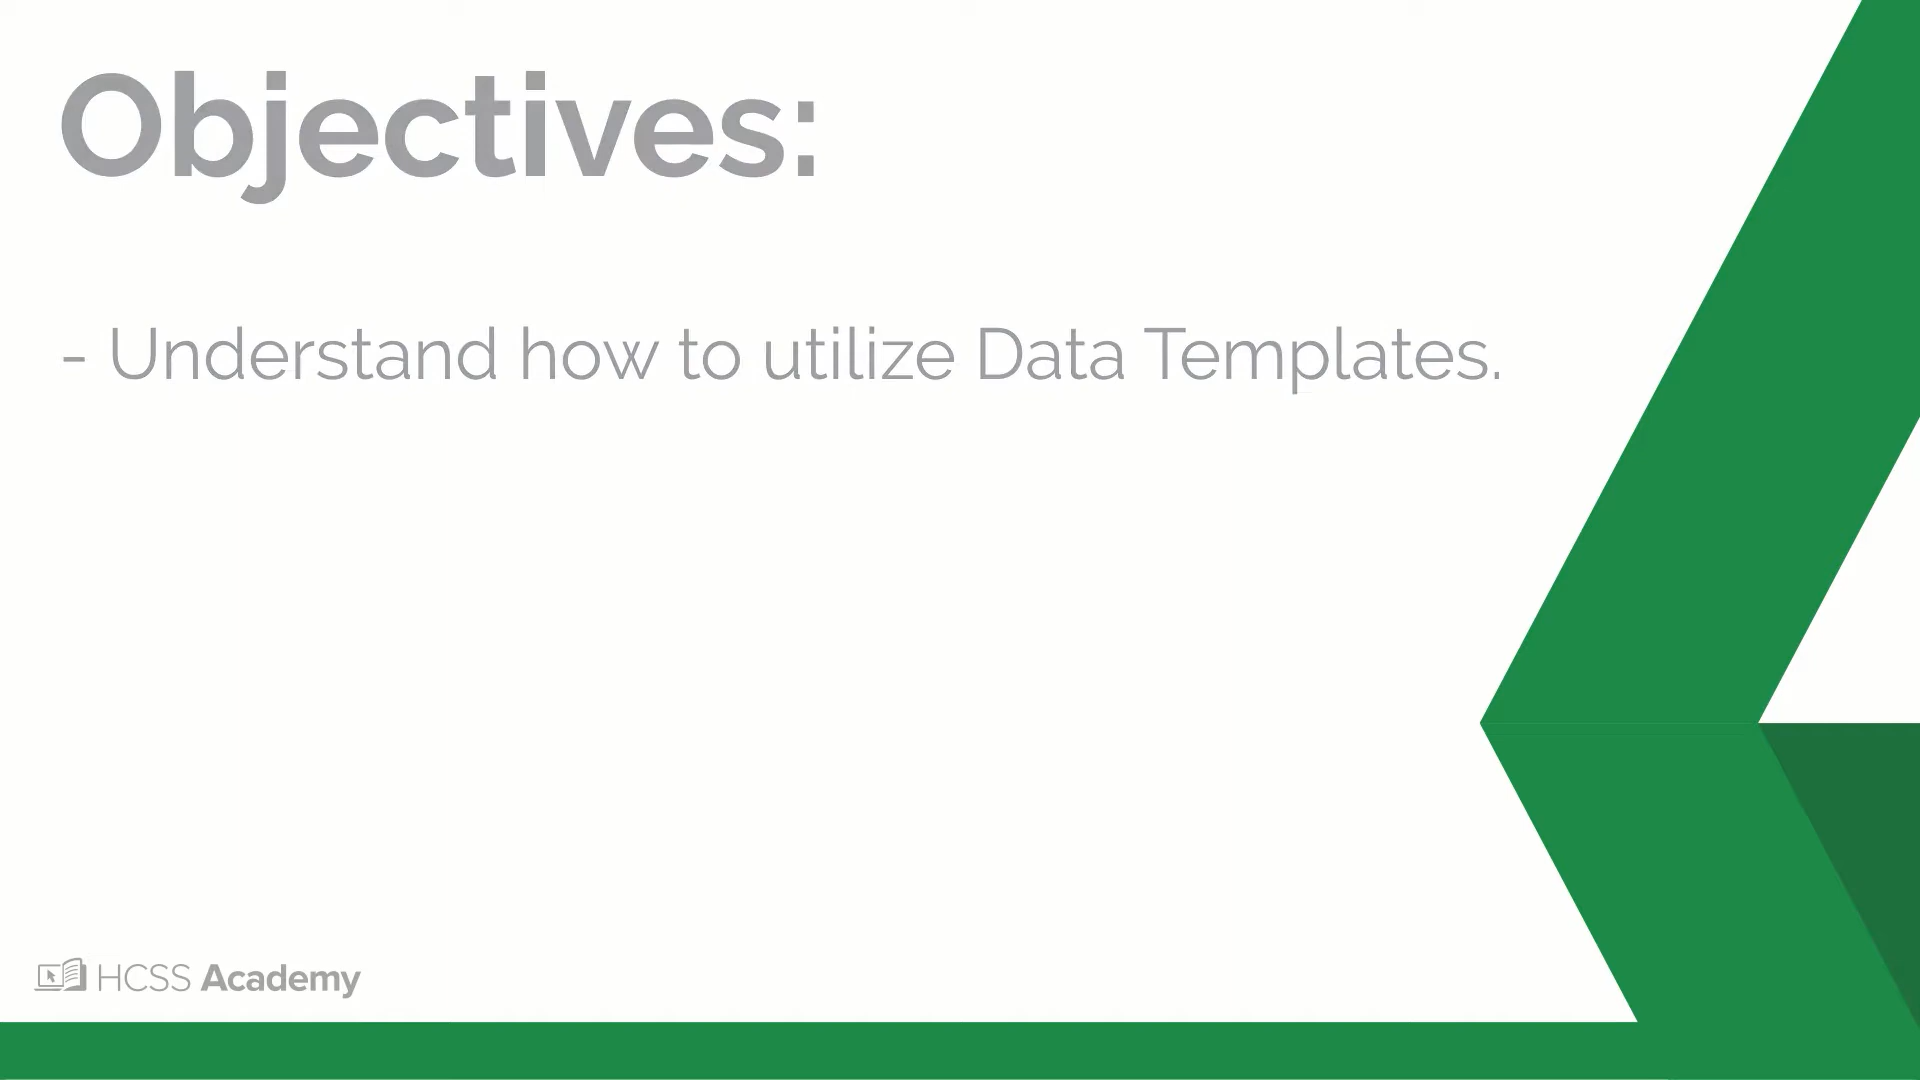 Objectives:
- Understand how to utilize Data Templates.
HCSS Academy